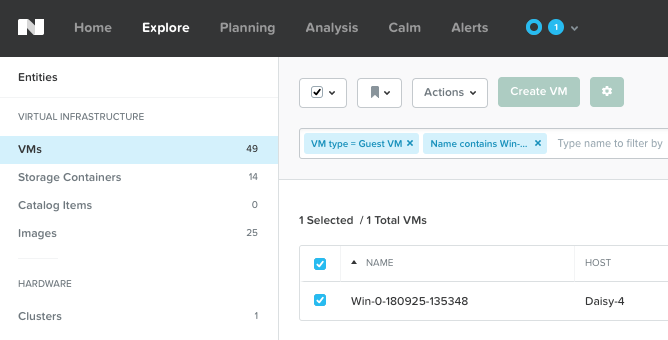 Home Explore Planning Analysis Calm Alerts 1
Entities
VIRTUAL INFRASTRUCTURE
VMs 49
Storage Containers 14
Catalog Items 0
Images 25
HARDWARE
Clusters 1
Actions Create VM
VM type = Guest VM × Name contains Win-... × Type name to filter by
1 Selected / 1 Total VMs
NAME HOST
Win-0-180925-135348 Daisy-4